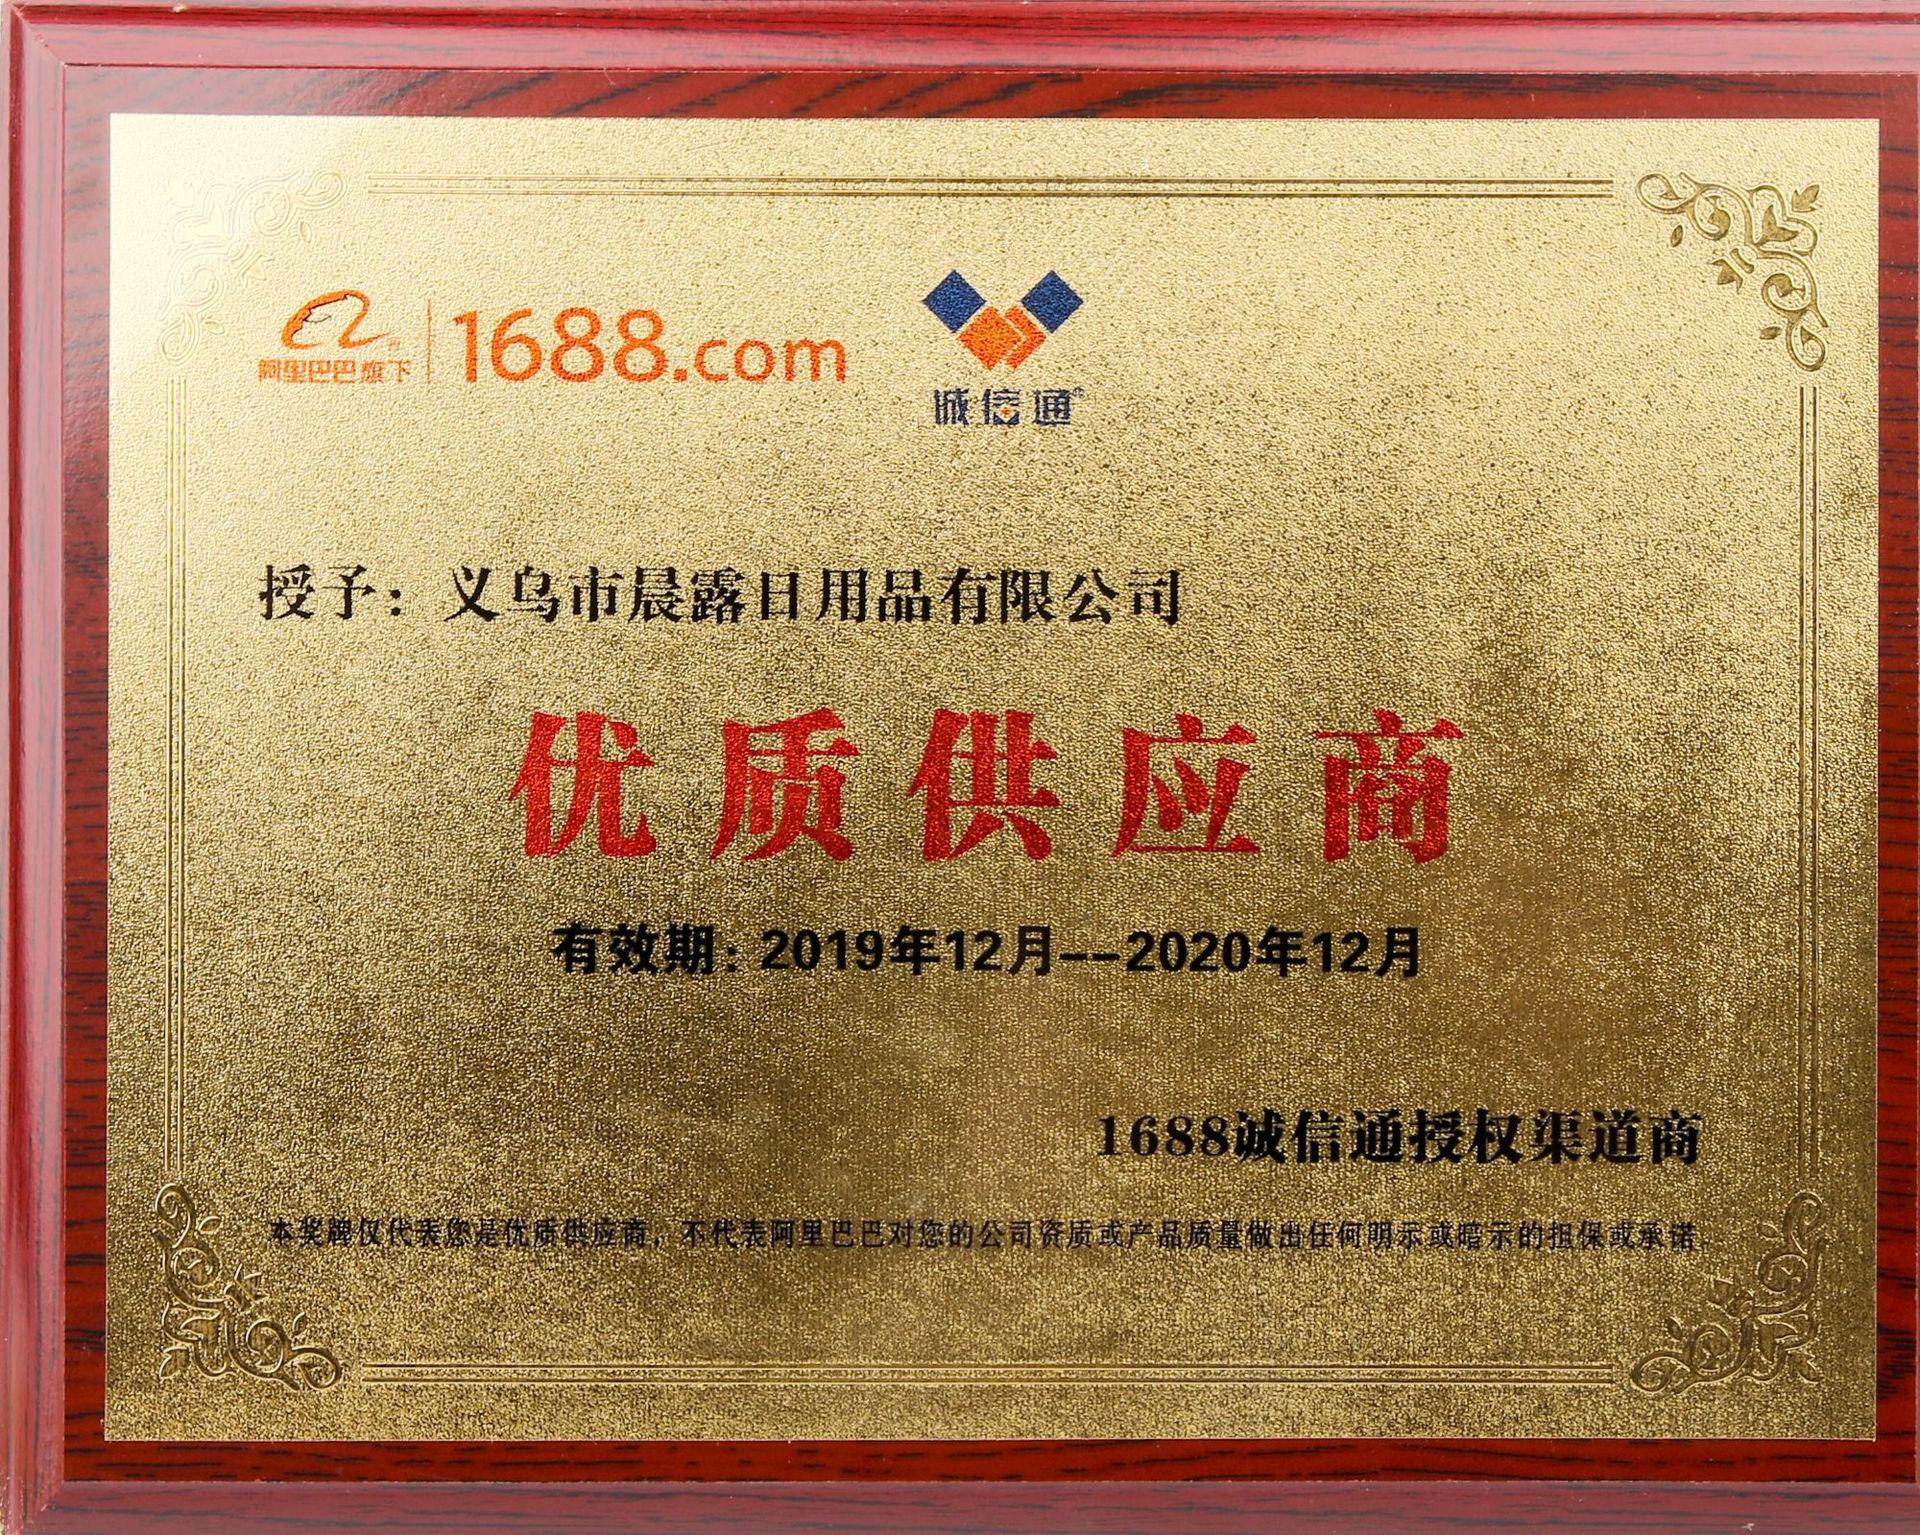 阿里巴巴旗下 1688.com
诚信通
授予：义乌市晨露日用品有限公司
优质供应商
有效期：2019年12月--2020年12月
1688诚信通授权渠道商
本奖牌仅代表您是优质供应商，不代表阿里巴巴对您的公司资质或产品质量做出任何明示或暗示的担保或承诺。